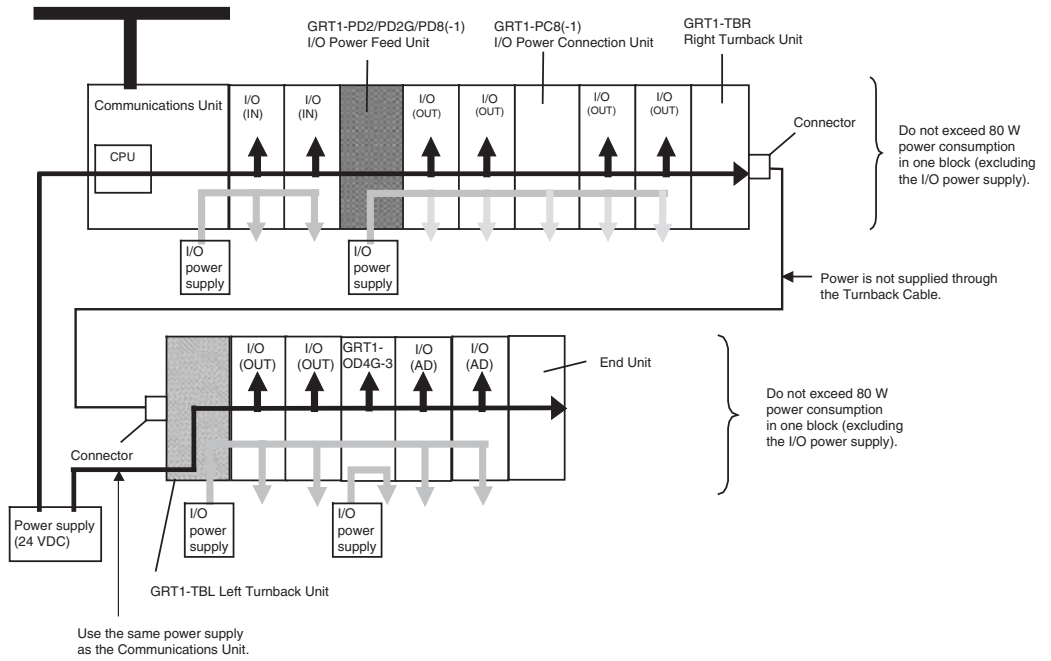 GRT1-PD2/PD2G/PD8(-1)
I/O Power Feed Unit
GRT1-PC8(-1)
I/O Power Connection Unit
GRT1-TBR
Right Turnback Unit
Communications Unit
CPU
I/O
(IN)
I/O
(IN)
I/O
(OUT)
I/O
(OUT)
I/O
(OUT)
I/O
(OUT)
Connector
Do not exceed 80 W
power consumption
in one block (excluding
the I/O power supply).
I/O
power
supply
I/O
power
supply
Power is not supplied through
the Turnback Cable.
I/O
(OUT)
I/O
(OUT)
GRT1-
OD4G-3
I/O
(AD)
I/O
(AD)
End Unit
Do not exceed 80 W
power consumption
in one block (excluding
the I/O power supply).
Connector
Power supply
(24 VDC)
I/O
power
supply
I/O
power
supply
GRT1-TBL Left Turnback Unit
Use the same power supply
as the Communications Unit.